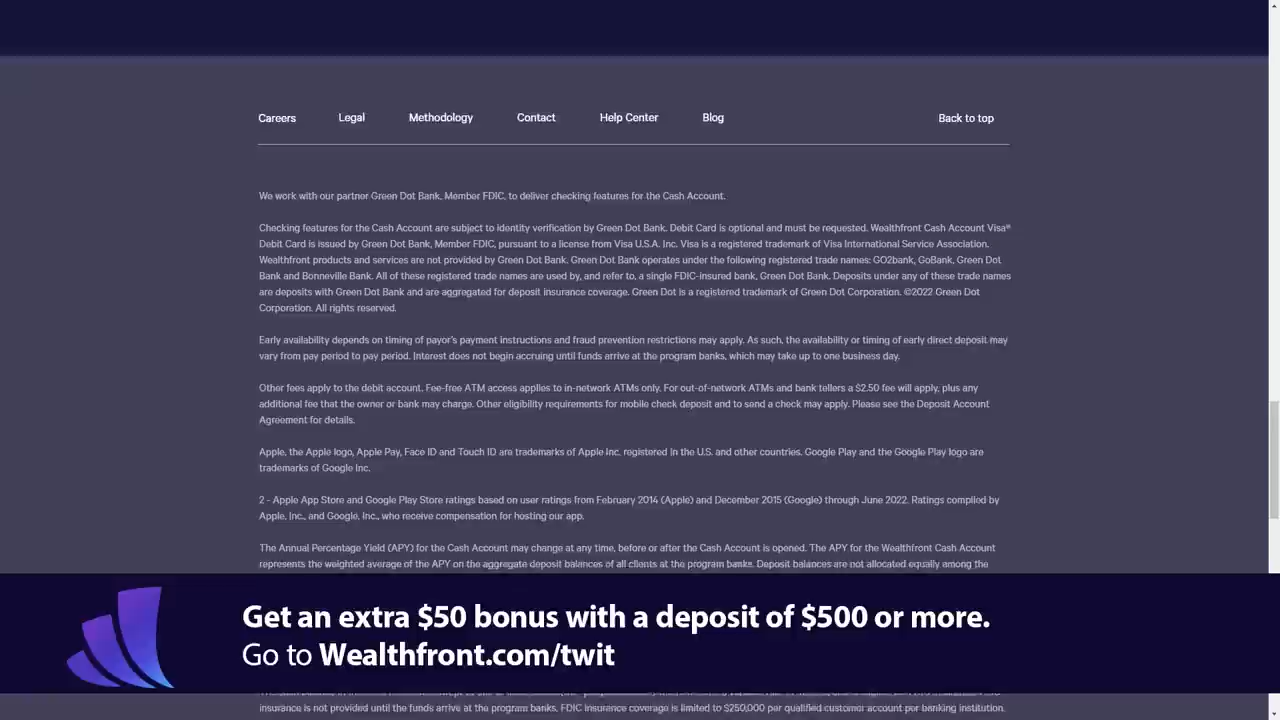 Careers Legal Methodology Contact Help Center Blog Back to top
We work with our partner Green Dot Bank, Member FDIC, to deliver checking features for the Cash Account.
Checking features for the Cash Account are subject to identity verification by Green Dot Bank. Debit Card is optional and must be requested. Wealthfront Cash Account Visa®
Debit Card is issued by Green Dot Bank, Member FDIC, pursuant to a license from Visa U.S.A. Inc. Visa is a registered trademark of Visa International Service Association.
Wealthfront products and services are not provided by Green Dot Bank. Green Dot Bank operates under the following registered trade names: GO2bank, GoBank, Green Dot
Bank and Bonneville Bank. All of these registered trade names are used by, and refer to, a single FDIC-insured bank, Green Dot Bank. Deposits under any of these trade names
are deposits with Green Dot Bank and are aggregated for deposit insurance coverage. Green Dot is a registered trademark of Green Dot Corporation. ©2022 Green Dot
Corporation. All rights reserved.
Early availability depends on timing of payor's payment instructions and fraud prevention restrictions may apply. As such, the availability or timing of early direct deposit may
vary from pay period to pay period. Interest does not begin accruing until funds arrive at the program banks, which may take up to one business day.
Other fees apply to the debit account. Fee-free ATM access applies to in-network ATMs only. For out-of-network ATMs and bank tellers a $2.50 fee will apply, plus any
additional fee that the owner or bank may charge. Other eligibility requirements for mobile check deposit and to send a check may apply. Please see the Deposit Account
Agreement for details.
Apple, the Apple logo, Apple Pay, Face ID and Touch ID are trademarks of Apple Inc. registered in the U.S. and other countries. Google Play and the Google Play logo are
trademarks of Google Inc.
2 - Apple App Store and Google Play Store ratings based on user ratings from February 2014 (Apple) and December 2015 (Google) through June 2022. Ratings compiled by
Apple, Inc., and Google, Inc., who receive compensation for hosting our app.
The Annual Percentage Yield (APY) for the Cash Account may change at any time, before or after the Cash Account is opened. The APY for the Wealthfront Cash Account
represents the weighted average of the APY on the aggregate deposit balances of all clients at the program banks. Deposit balances are not allocated equally among the
Get an extra $50 bonus with a deposit of $500 or more.
Go to Wealthfront.com/twit
insurance is not provided until the funds arrive at the program banks. FDIC insurance coverage is limited to $250,000 per qualified customer account per banking institution.